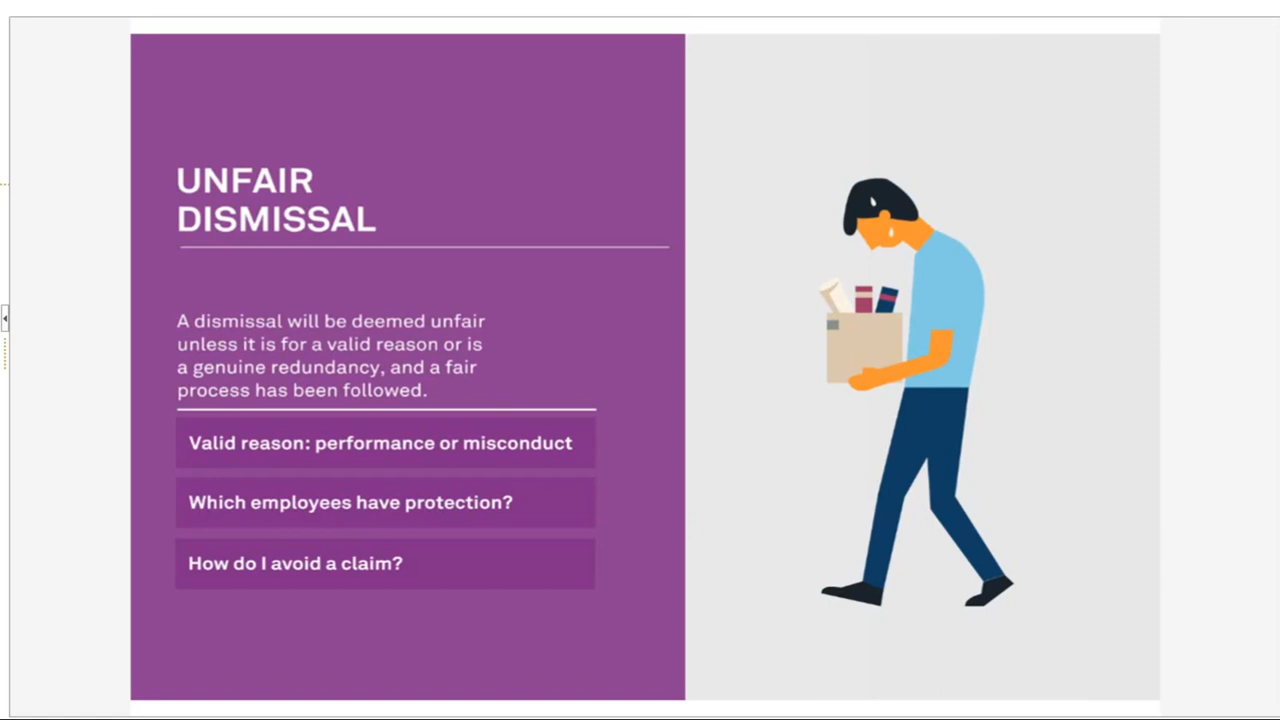 UNFAIR
DISMISSAL
A dismissal will be deemed unfair
unless it is for a valid reason or is
a genuine redundancy, and a fair
process has been followed.
Valid reason: performance or misconduct
Which employees have protection?
How do I avoid a claim?